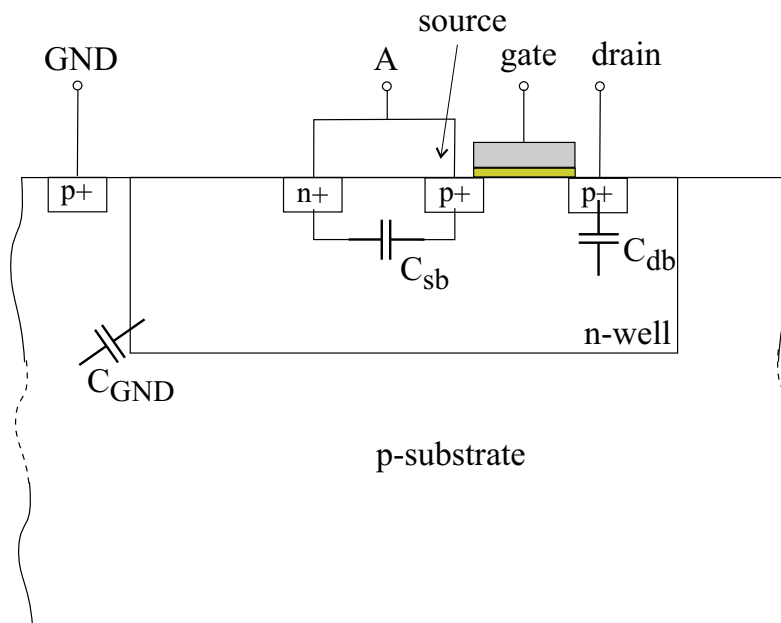 source
GND
A
gate
drain
p+
n+
p+
p+
C_sb
C_db
n-well
C_GND
p-substrate